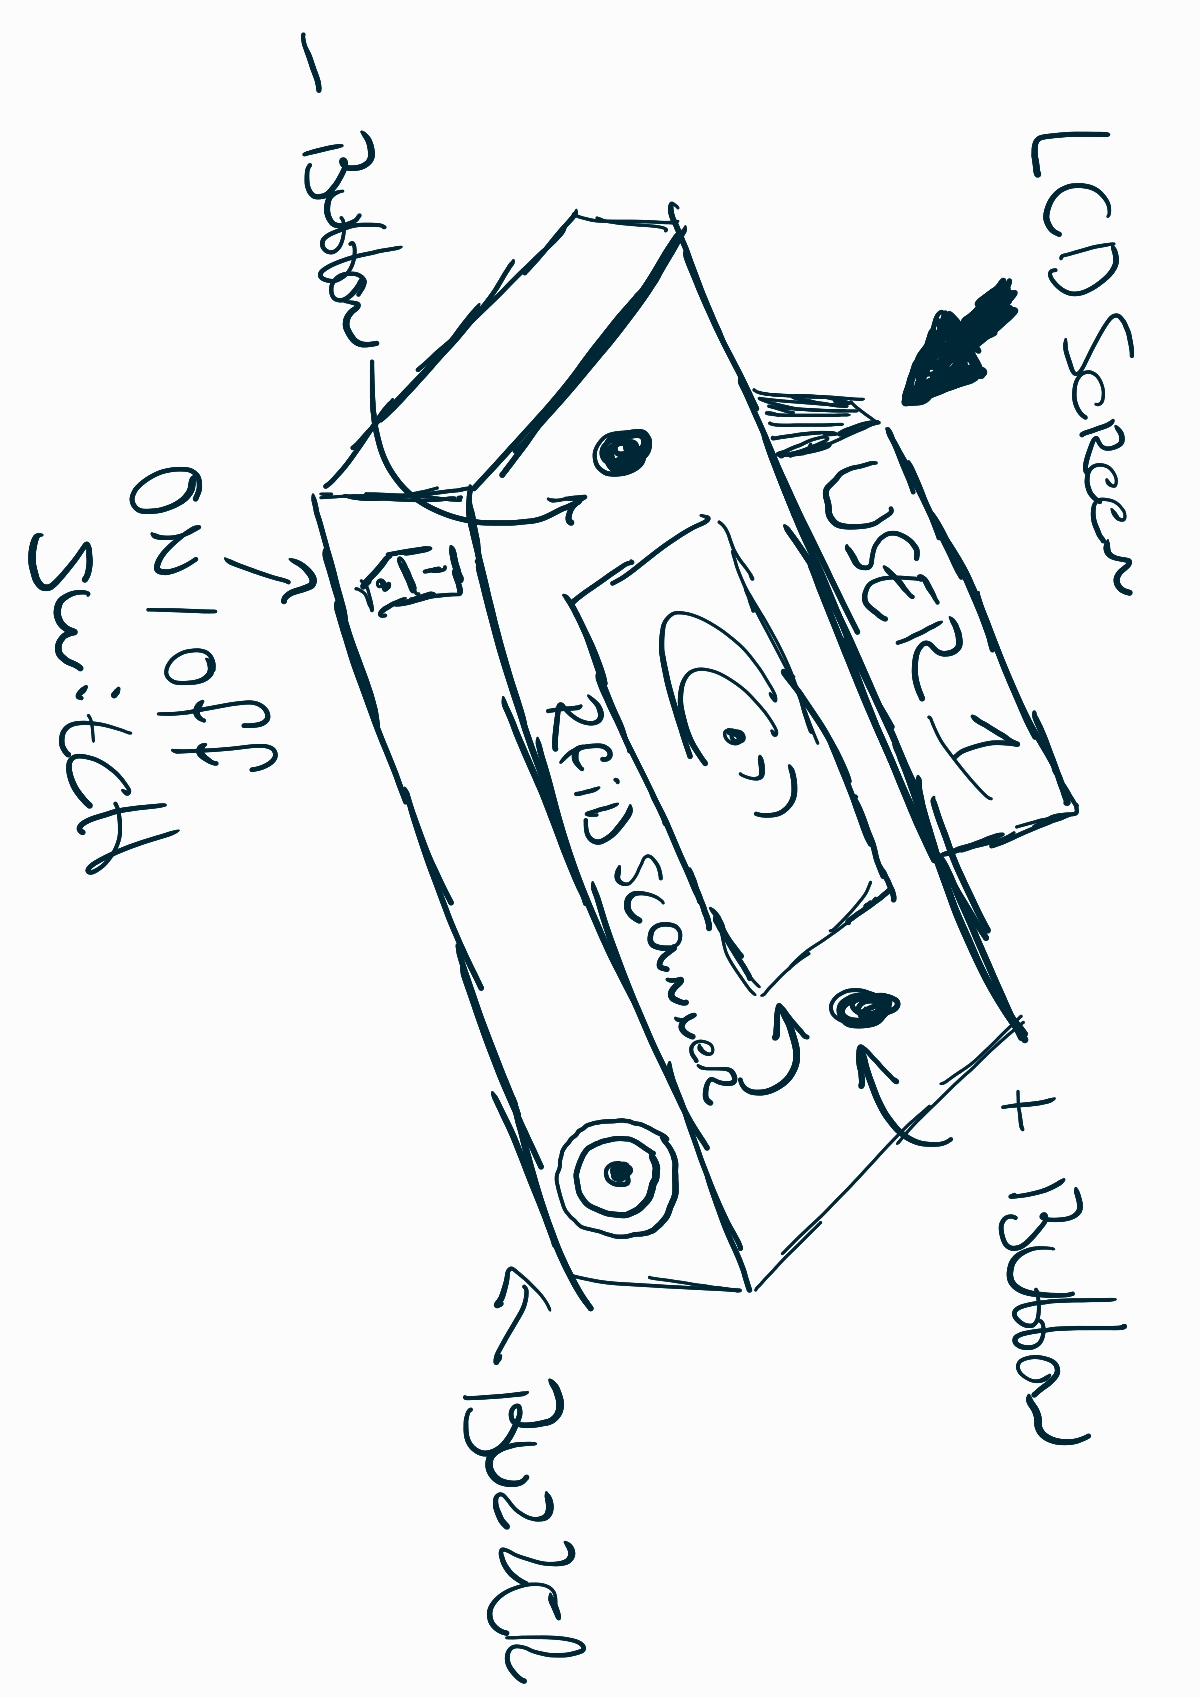 LCD Screen
+ Button
USER 1
RFiD Scanner
BUZZER
- Button
ON/Off
switcH